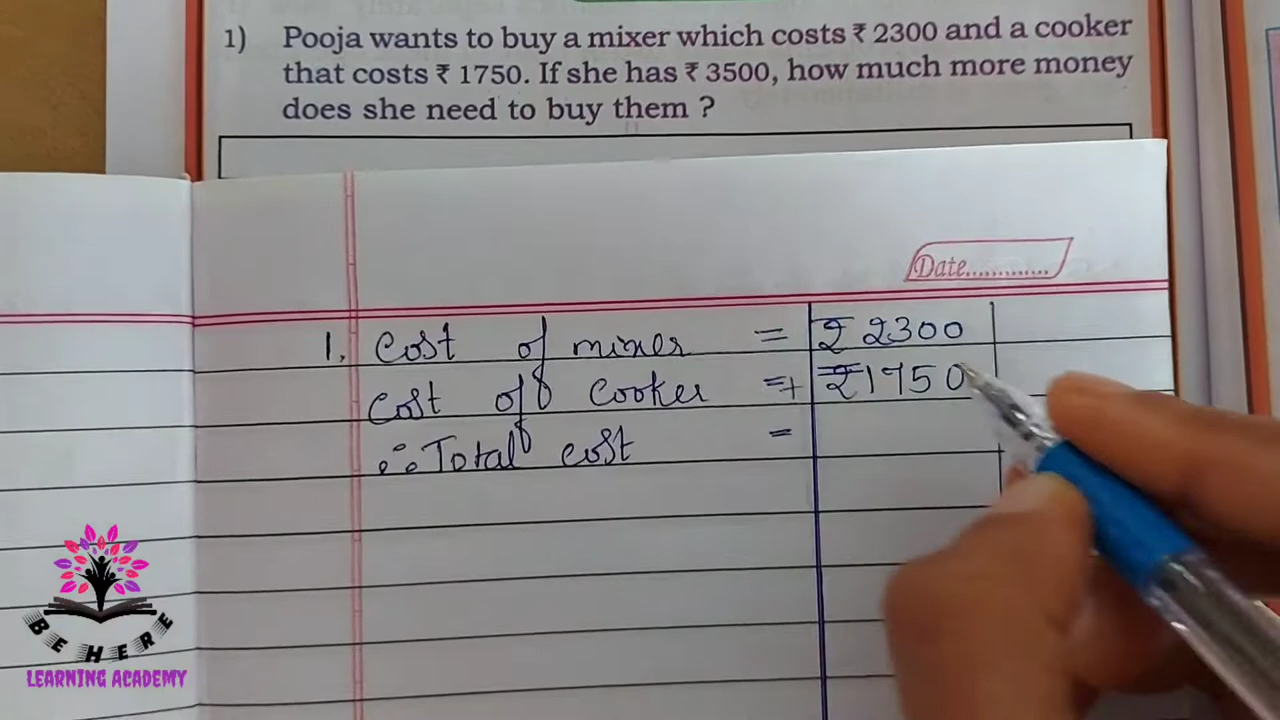 1) Pooja wants to buy a mixer which costs ₹ 2300 and a cooker
that costs ₹ 1750. If she has ₹ 3500, how much more money
does she need to buy them ?
Date.............
1. Cost of mixer = ₹ 2300
Cost of Cooker =+ ₹1750
∴ Total cost =
BE HERE
LEARNING ACADEMY